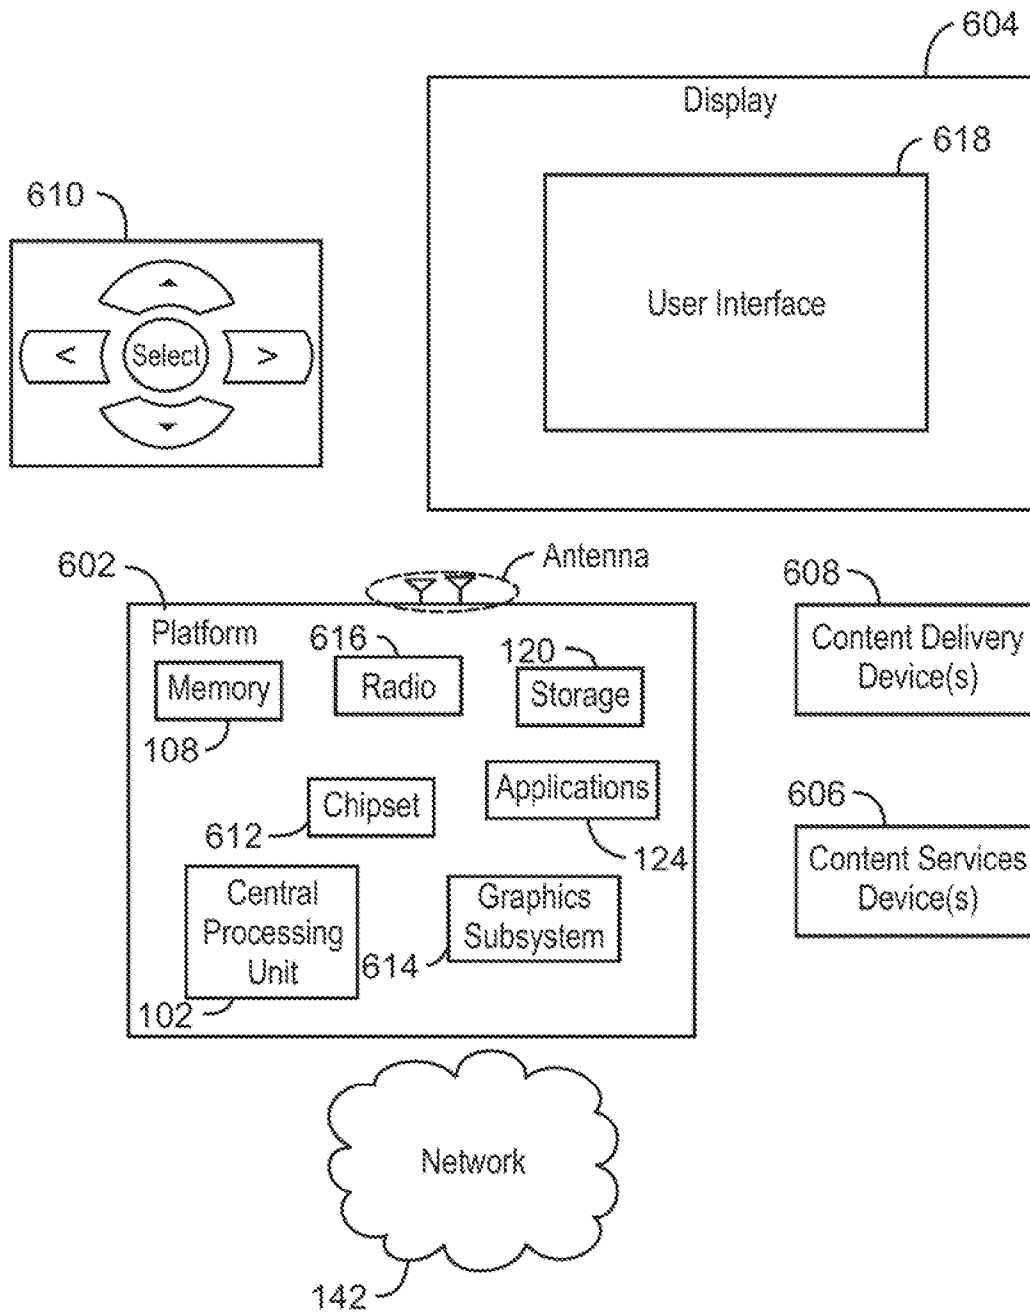 604
Display
618
User Interface
610
<
Select
>
602
Antenna
Platform
616
120
Memory
Radio
Storage
108
Chipset
Applications
612
124
Central
Processing
Unit
Graphics
Subsystem
614
102
608
Content Delivery
Device(s)
606
Content Services
Device(s)
Network
142